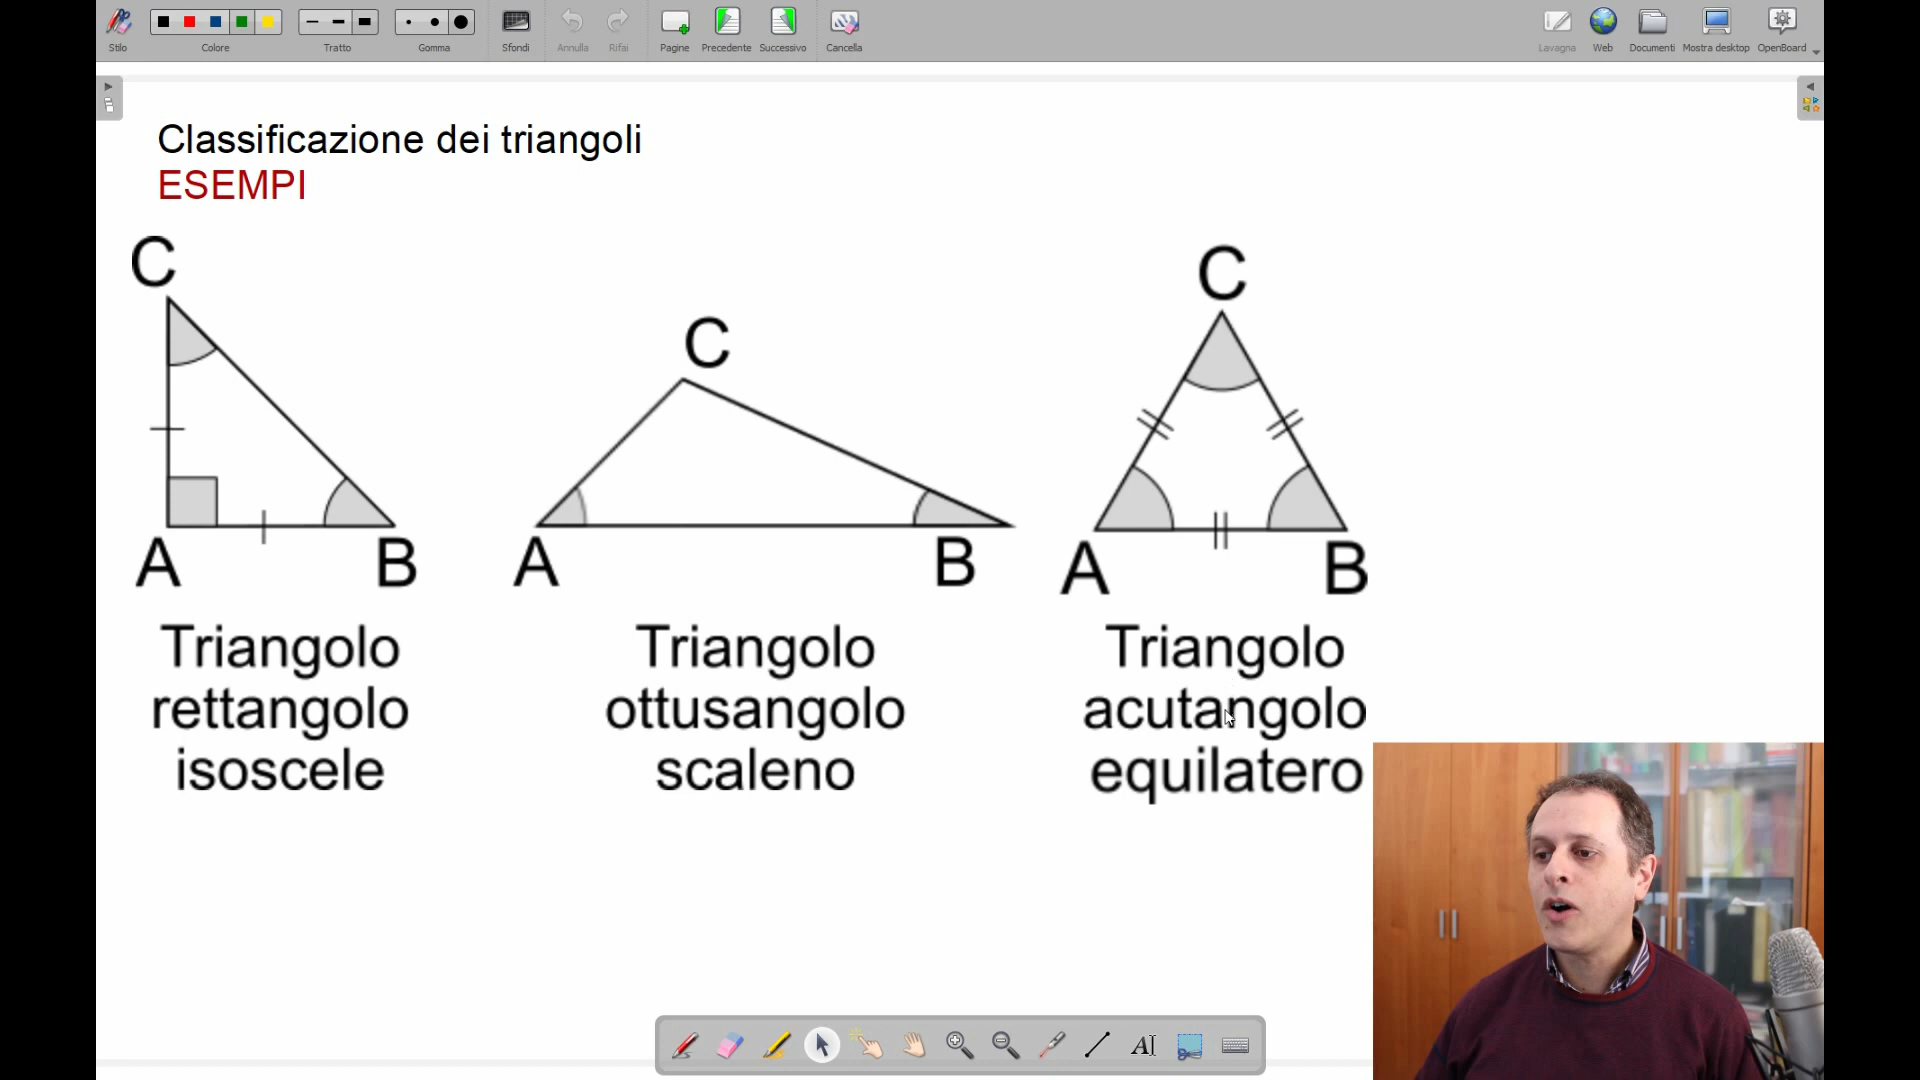 Stilo Colore Tratto Gomma Sfondi Annulla Rifai Pagine Precedente Successivo Cancella Lavagna Web Documenti Mostra desktop OpenBoard
Classificazione dei triangoli
ESEMPI
C
A B
Triangolo
rettangolo
isoscele
C
A B
Triangolo
ottusangolo
scaleno
C
A B
Triangolo
acutangolo
equilatero
AI